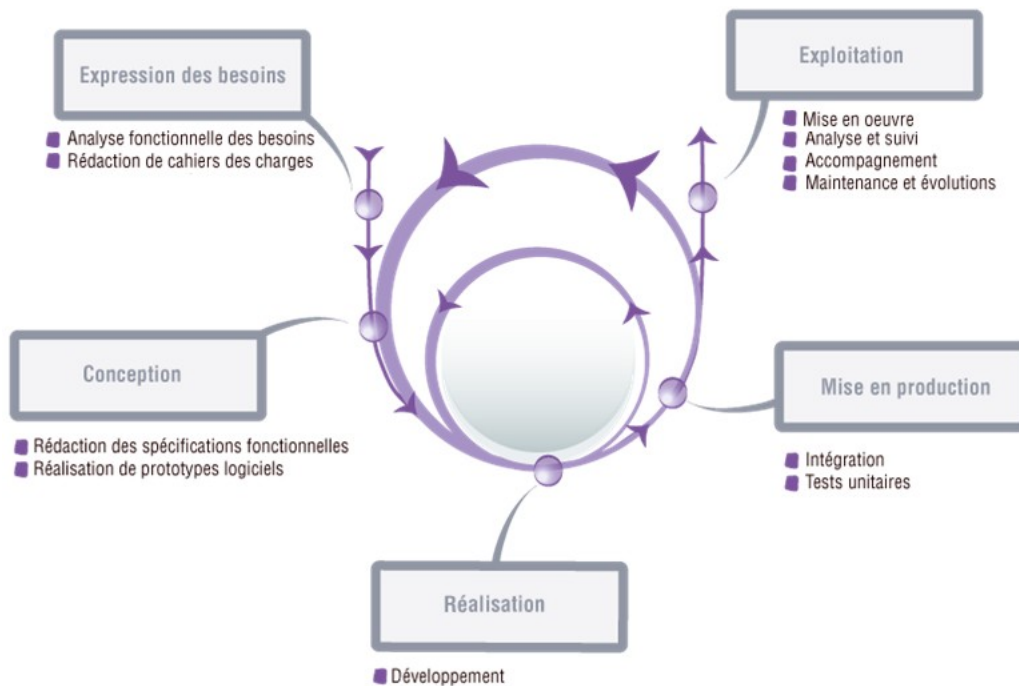 Expression des besoins
Analyse fonctionnelle des besoins
Rédaction de cahiers des charges
Exploitation
Mise en oeuvre
Analyse et suivi
Accompagnement
Maintenance et évolutions
Conception
Rédaction des spécifications fonctionnelles
Réalisation de prototypes logiciels
Mise en production
Intégration
Tests unitaires
Réalisation
Développement